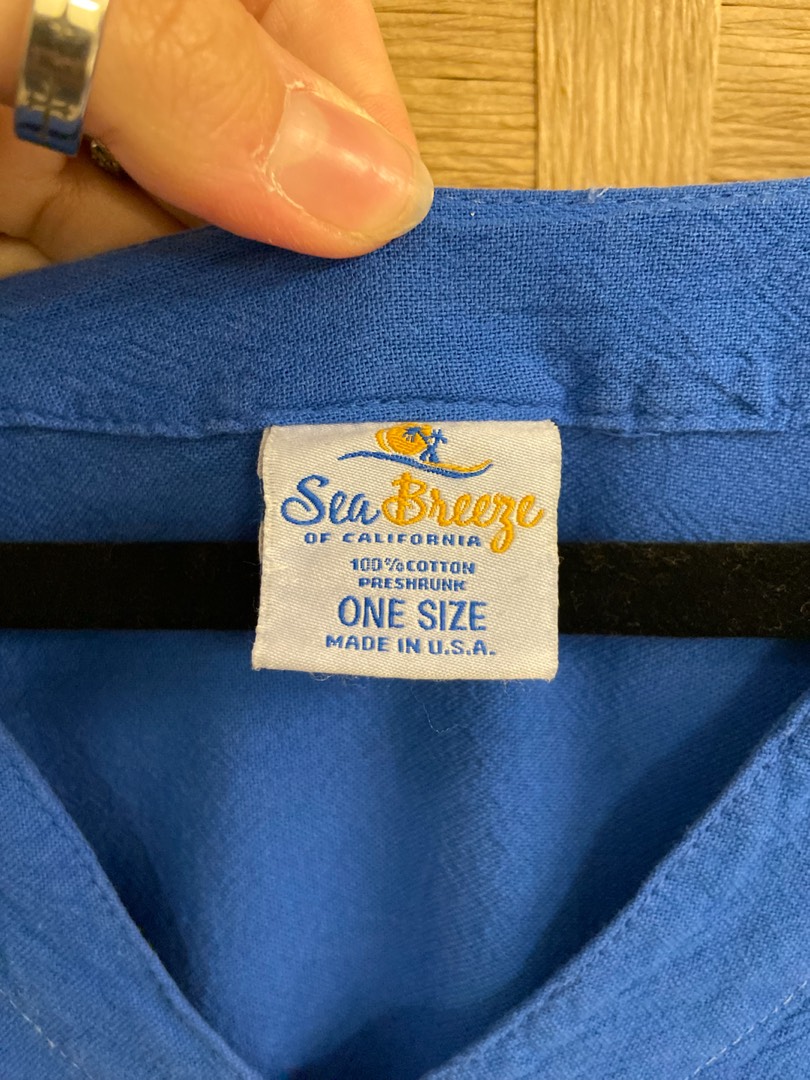 Sea Breeze
OF CALIFORNIA
100% COTTON
PRESHRUNK
ONE SIZE
MADE IN U.S.A.